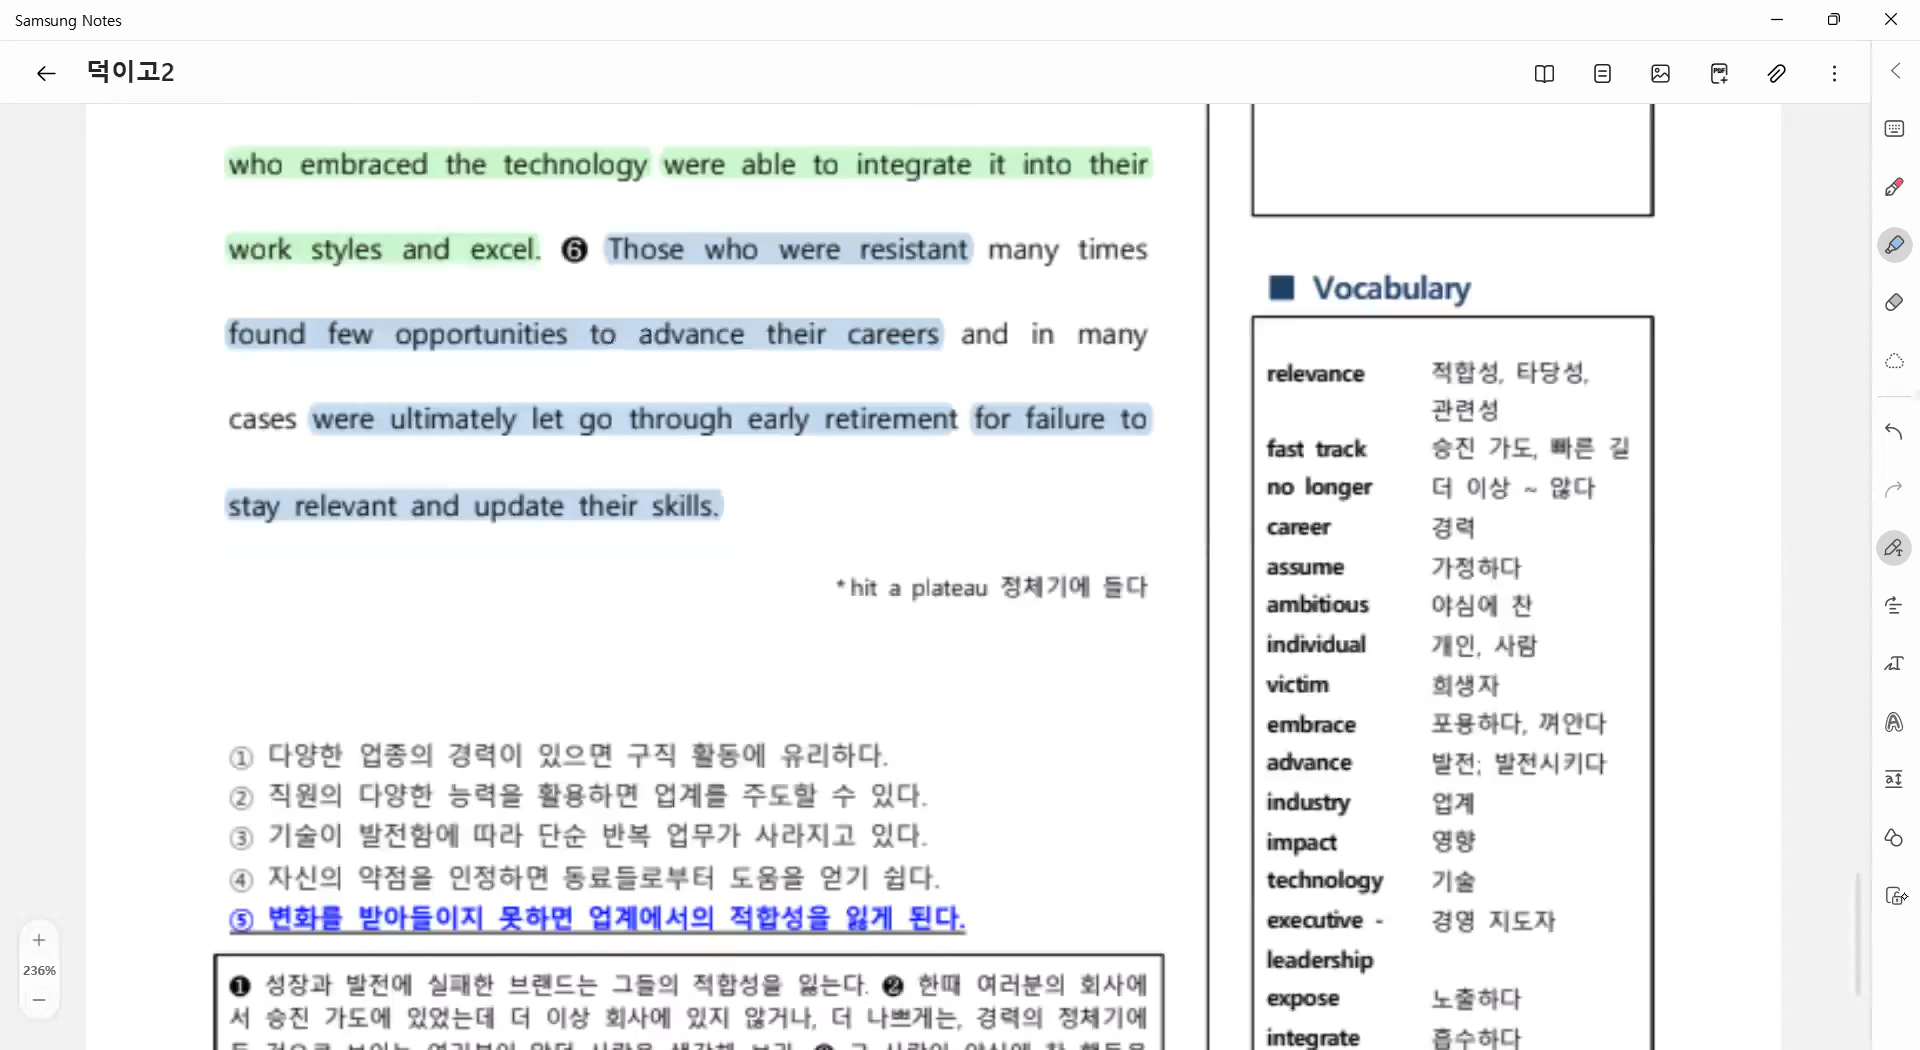 Samsung Notes
덕이고2
who embraced the technology were able to integrate it into their
work styles and excel. ❻ Those who were resistant many times
found few opportunities to advance their careers and in many
cases were ultimately let go through early retirement for failure to
stay relevant and update their skills.
* hit a plateau 정체기에 들다
① 다양한 업종의 경력이 있으면 구직 활동에 유리하다.
② 직원의 다양한 능력을 활용하면 업계를 주도할 수 있다.
③ 기술이 발전함에 따라 단순 반복 업무가 사라지고 있다.
④ 자신의 약점을 인정하면 동료들로부터 도움을 얻기 쉽다.
⑤ 변화를 받아들이지 못하면 업계에서의 적합성을 잃게 된다.
❶ 성장과 발전에 실패한 브랜드는 그들의 적합성을 잃는다. ❷ 한때 여러분의 회사에
서 승진 가도에 있었는데 더 이상 회사에 있지 않거나, 더 나쁘게는, 경력의 정체기에
■ Vocabulary
relevance 적합성, 타당성,
관련성
fast track 승진 가도, 빠른 길
no longer 더 이상 ~ 않다
career 경력
assume 가정하다
ambitious 야심에 찬
individual 개인, 사람
victim 희생자
embrace 포용하다, 껴안다
advance 발전; 발전시키다
industry 업계
impact 영향
technology 기술
executive - 경영 지도자
leadership
expose 노출하다
integrate 흡수하다
236%